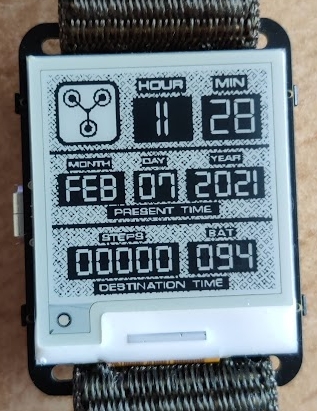 HOUR MIN
11 28
MONTH DAY YEAR
FEB 07 2021
PRESENT TIME
STEPS BAT
00000 094
DESTINATION TIME